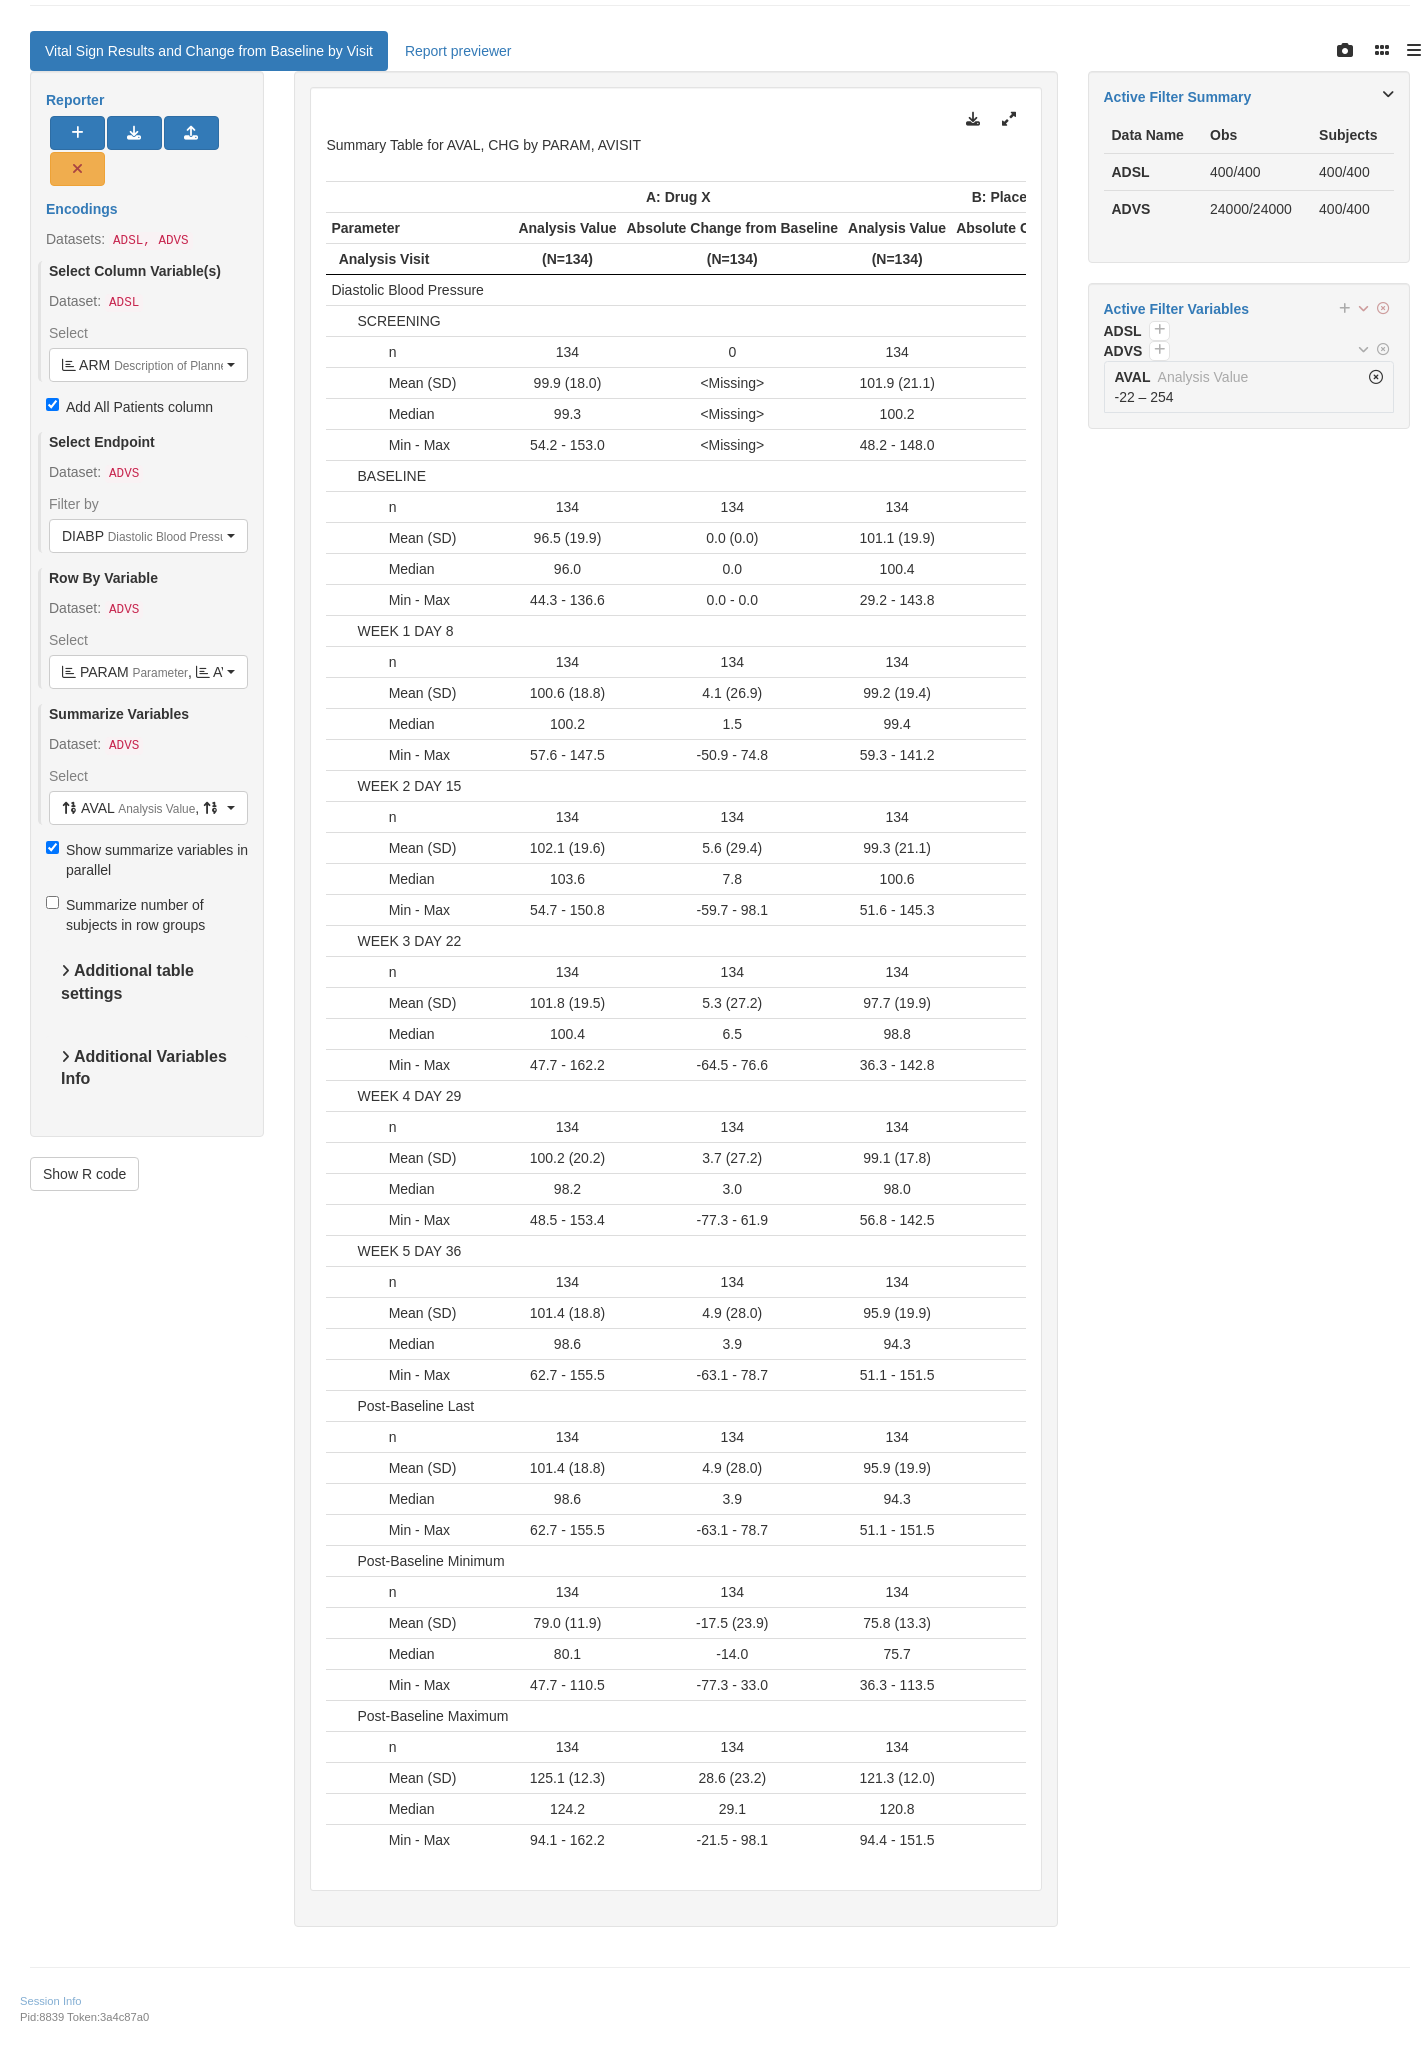 Vital Sign Results and Change from Baseline by Visit Report previewer
Reporter
Encodings
Datasets: ADSL, ADVS
Select Column Variable(s)
Dataset: ADSL
Select
ARM Description of Planne
Add All Patients column
Select Endpoint
Dataset: ADVS
Filter by
DIABP Diastolic Blood Pressu
Row By Variable
Dataset: ADVS
Select
PARAM Parameter, AV
Summarize Variables
Dataset: ADVS
Select
AVAL Analysis Value,
Show summarize variables in
parallel
Summarize number of
subjects in row groups
Additional table
settings
Additional Variables
Info
Show R code
Summary Table for AVAL, CHG by PARAM, AVISIT
A: Drug X B: Place
Parameter Analysis Value Absolute Change from Baseline Analysis Value Absolute C
Analysis Visit (N=134) (N=134) (N=134)
Diastolic Blood Pressure
SCREENING
n 134 0 134
Mean (SD) 99.9 (18.0) <Missing> 101.9 (21.1)
Median 99.3 <Missing> 100.2
Min - Max 54.2 - 153.0 <Missing> 48.2 - 148.0
BASELINE
n 134 134 134
Mean (SD) 96.5 (19.9) 0.0 (0.0) 101.1 (19.9)
Median 96.0 0.0 100.4
Min - Max 44.3 - 136.6 0.0 - 0.0 29.2 - 143.8
WEEK 1 DAY 8
n 134 134 134
Mean (SD) 100.6 (18.8) 4.1 (26.9) 99.2 (19.4)
Median 100.2 1.5 99.4
Min - Max 57.6 - 147.5 -50.9 - 74.8 59.3 - 141.2
WEEK 2 DAY 15
n 134 134 134
Mean (SD) 102.1 (19.6) 5.6 (29.4) 99.3 (21.1)
Median 103.6 7.8 100.6
Min - Max 54.7 - 150.8 -59.7 - 98.1 51.6 - 145.3
WEEK 3 DAY 22
n 134 134 134
Mean (SD) 101.8 (19.5) 5.3 (27.2) 97.7 (19.9)
Median 100.4 6.5 98.8
Min - Max 47.7 - 162.2 -64.5 - 76.6 36.3 - 142.8
WEEK 4 DAY 29
n 134 134 134
Mean (SD) 100.2 (20.2) 3.7 (27.2) 99.1 (17.8)
Median 98.2 3.0 98.0
Min - Max 48.5 - 153.4 -77.3 - 61.9 56.8 - 142.5
WEEK 5 DAY 36
n 134 134 134
Mean (SD) 101.4 (18.8) 4.9 (28.0) 95.9 (19.9)
Median 98.6 3.9 94.3
Min - Max 62.7 - 155.5 -63.1 - 78.7 51.1 - 151.5
Post-Baseline Last
n 134 134 134
Mean (SD) 101.4 (18.8) 4.9 (28.0) 95.9 (19.9)
Median 98.6 3.9 94.3
Min - Max 62.7 - 155.5 -63.1 - 78.7 51.1 - 151.5
Post-Baseline Minimum
n 134 134 134
Mean (SD) 79.0 (11.9) -17.5 (23.9) 75.8 (13.3)
Median 80.1 -14.0 75.7
Min - Max 47.7 - 110.5 -77.3 - 33.0 36.3 - 113.5
Post-Baseline Maximum
n 134 134 134
Mean (SD) 125.1 (12.3) 28.6 (23.2) 121.3 (12.0)
Median 124.2 29.1 120.8
Min - Max 94.1 - 162.2 -21.5 - 98.1 94.4 - 151.5
Active Filter Summary
Data Name Obs Subjects
ADSL 400/400 400/400
ADVS 24000/24000 400/400
Active Filter Variables
ADSL
ADVS
AVAL Analysis Value
-22 – 254
Session Info
Pid:8839 Token:3a4c87a0